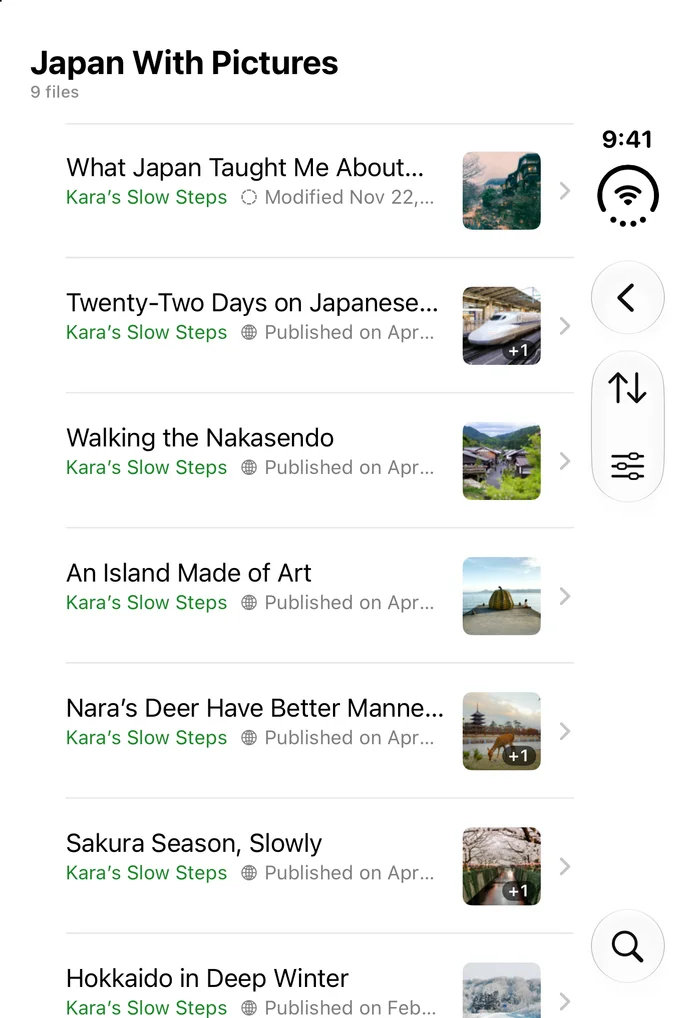 Japan With Pictures
9 files
9:41
What Japan Taught Me About...
Kara’s Slow Steps Modified Nov 22,...
Twenty-Two Days on Japanese...
Kara’s Slow Steps Published on Apr...
+1
Walking the Nakasendo
Kara’s Slow Steps Published on Apr...
An Island Made of Art
Kara’s Slow Steps Published on Apr...
Nara’s Deer Have Better Manne...
Kara’s Slow Steps Published on Apr...
+1
Sakura Season, Slowly
Kara’s Slow Steps Published on Apr...
+1
Hokkaido in Deep Winter
Kara’s Slow Steps Published on Feb...